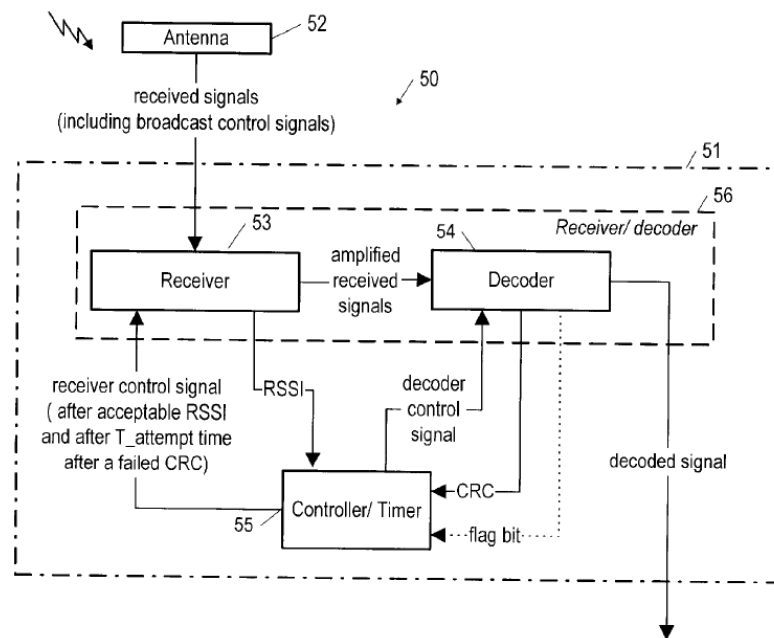 Antenna
52
50
received signals
(including broadcast control signals)
51
56
Receiver/ decoder
53
54
Receiver
amplified
received
signals
Decoder
receiver control signal
( after acceptable RSSI
and after T_attempt time
after a failed CRC)
RSSI
decoder
control
signal
decoded signal
55
Controller/ Timer
CRC
flag bit